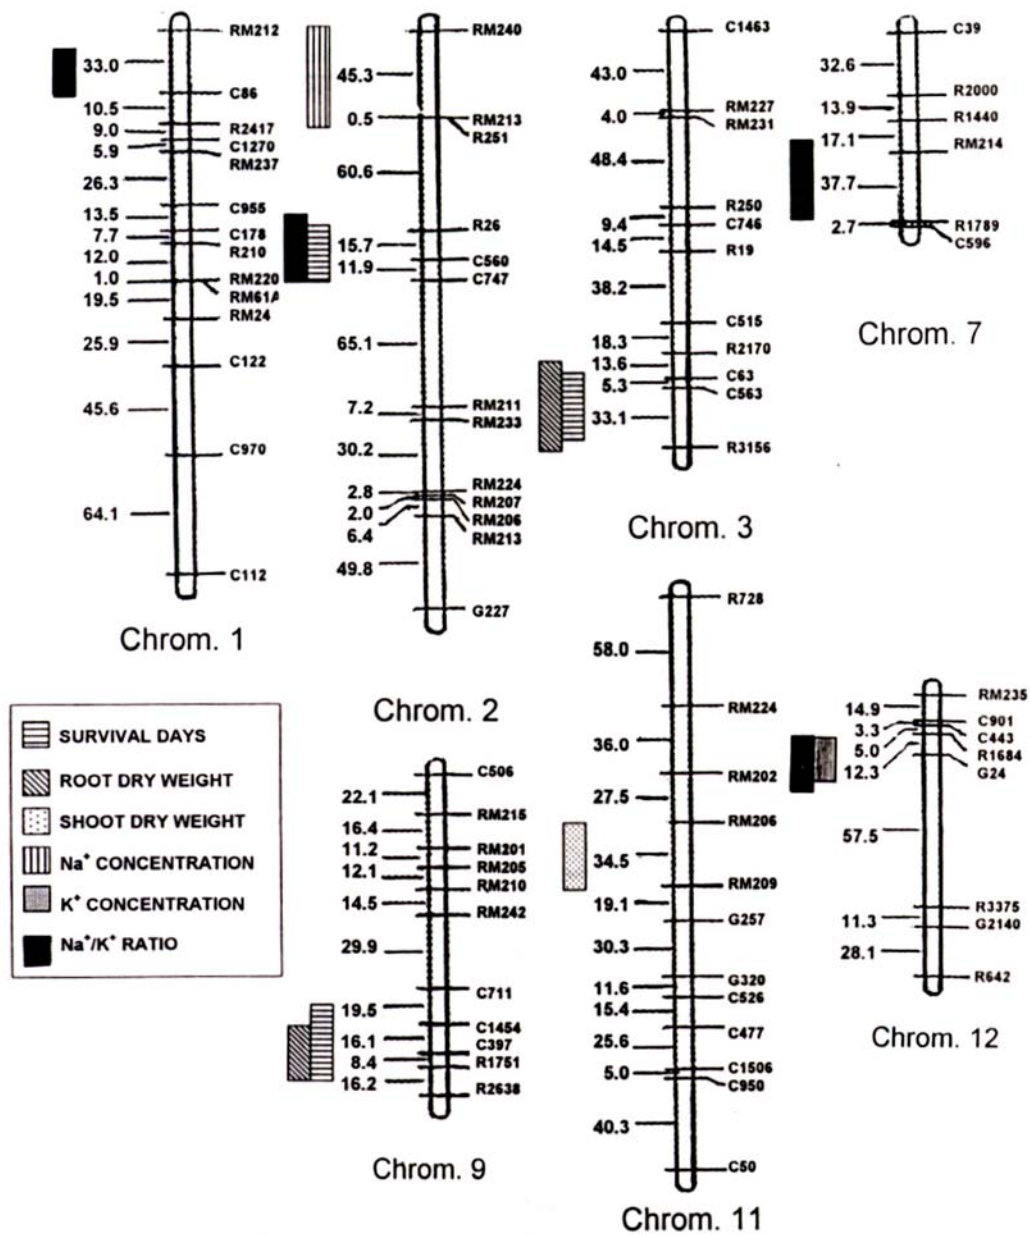 33.0
10.5
9.0
5.9
26.3
13.5
7.7
12.0
1.0
19.5
25.9
45.6
64.1
RM212
C86
R2417
C1270
RM237
C955
C178
R210
RM220
RM61A
RM24
C122
C970
C112
Chrom. 1
45.3
0.5
60.6
15.7
11.9
65.1
7.2
30.2
2.8
2.0
6.4
49.8
RM240
RM213
R251
R26
C560
C747
RM211
RM233
RM224
RM207
RM206
RM213
G227
Chrom. 2
43.0
4.0
48.4
9.4
14.5
38.2
18.3
13.6
5.3
33.1
C1463
RM227
RM231
R250
C746
R19
C515
R2170
C63
C563
R3156
Chrom. 3
32.6
13.9
17.1
37.7
2.7
C39
R2000
R1440
RM214
R1789
C596
Chrom. 7
SURVIVAL DAYS
ROOT DRY WEIGHT
SHOOT DRY WEIGHT
Na⁺ CONCENTRATION
K⁺ CONCENTRATION
Na⁺/K⁺ RATIO
22.1
16.4
11.2
12.1
14.5
29.9
19.5
16.1
8.4
16.2
C506
RM215
RM201
RM205
RM210
RM242
C711
C1454
C397
R1751
R2638
Chrom. 9
58.0
36.0
27.5
34.5
19.1
30.3
11.6
15.4
25.6
5.0
40.3
R728
RM224
RM202
RM206
RM209
G257
G320
C526
C477
C1506
C950
C50
Chrom. 11
14.9
3.3
5.0
12.3
57.5
11.3
28.1
RM235
C901
C443
R1684
G24
R3375
G2140
R642
Chrom. 12